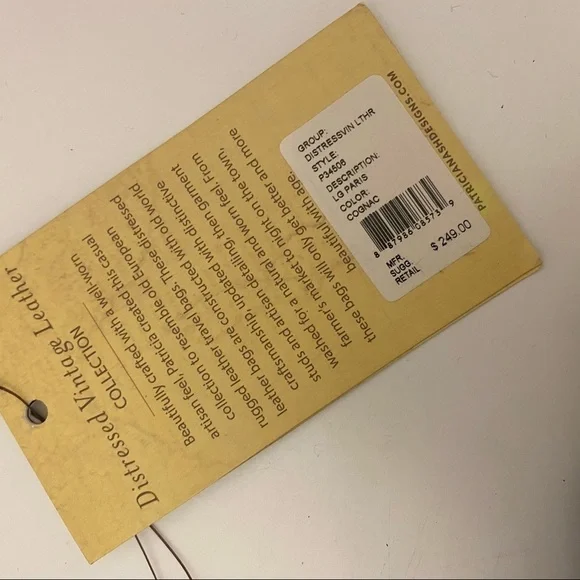 Distressed Vintage Leather
COLLECTION
Beautifully crafted with a well-worn
artisan feel, Patricia created this casual
collection to resemble old European
rugged leather travel bags. These distressed
leather bags are constructed with old world
craftsmanship, updated with distinctive
studs and artisan detailing, then garment
washed for a natural and worn feel. From
farmer's market to night on the town,
these bags will only get better and more
beautiful with age.
GROUP:
DISTRESSVIN LTHR
STYLE:
P34506
DESCRIPTION:
LG PARIS
COLOR:
COGNAC
8 87986 08373 9
MFR.
SUGG.
RETAIL
$ 249.00
PATRICIANASHDESIGNS.COM